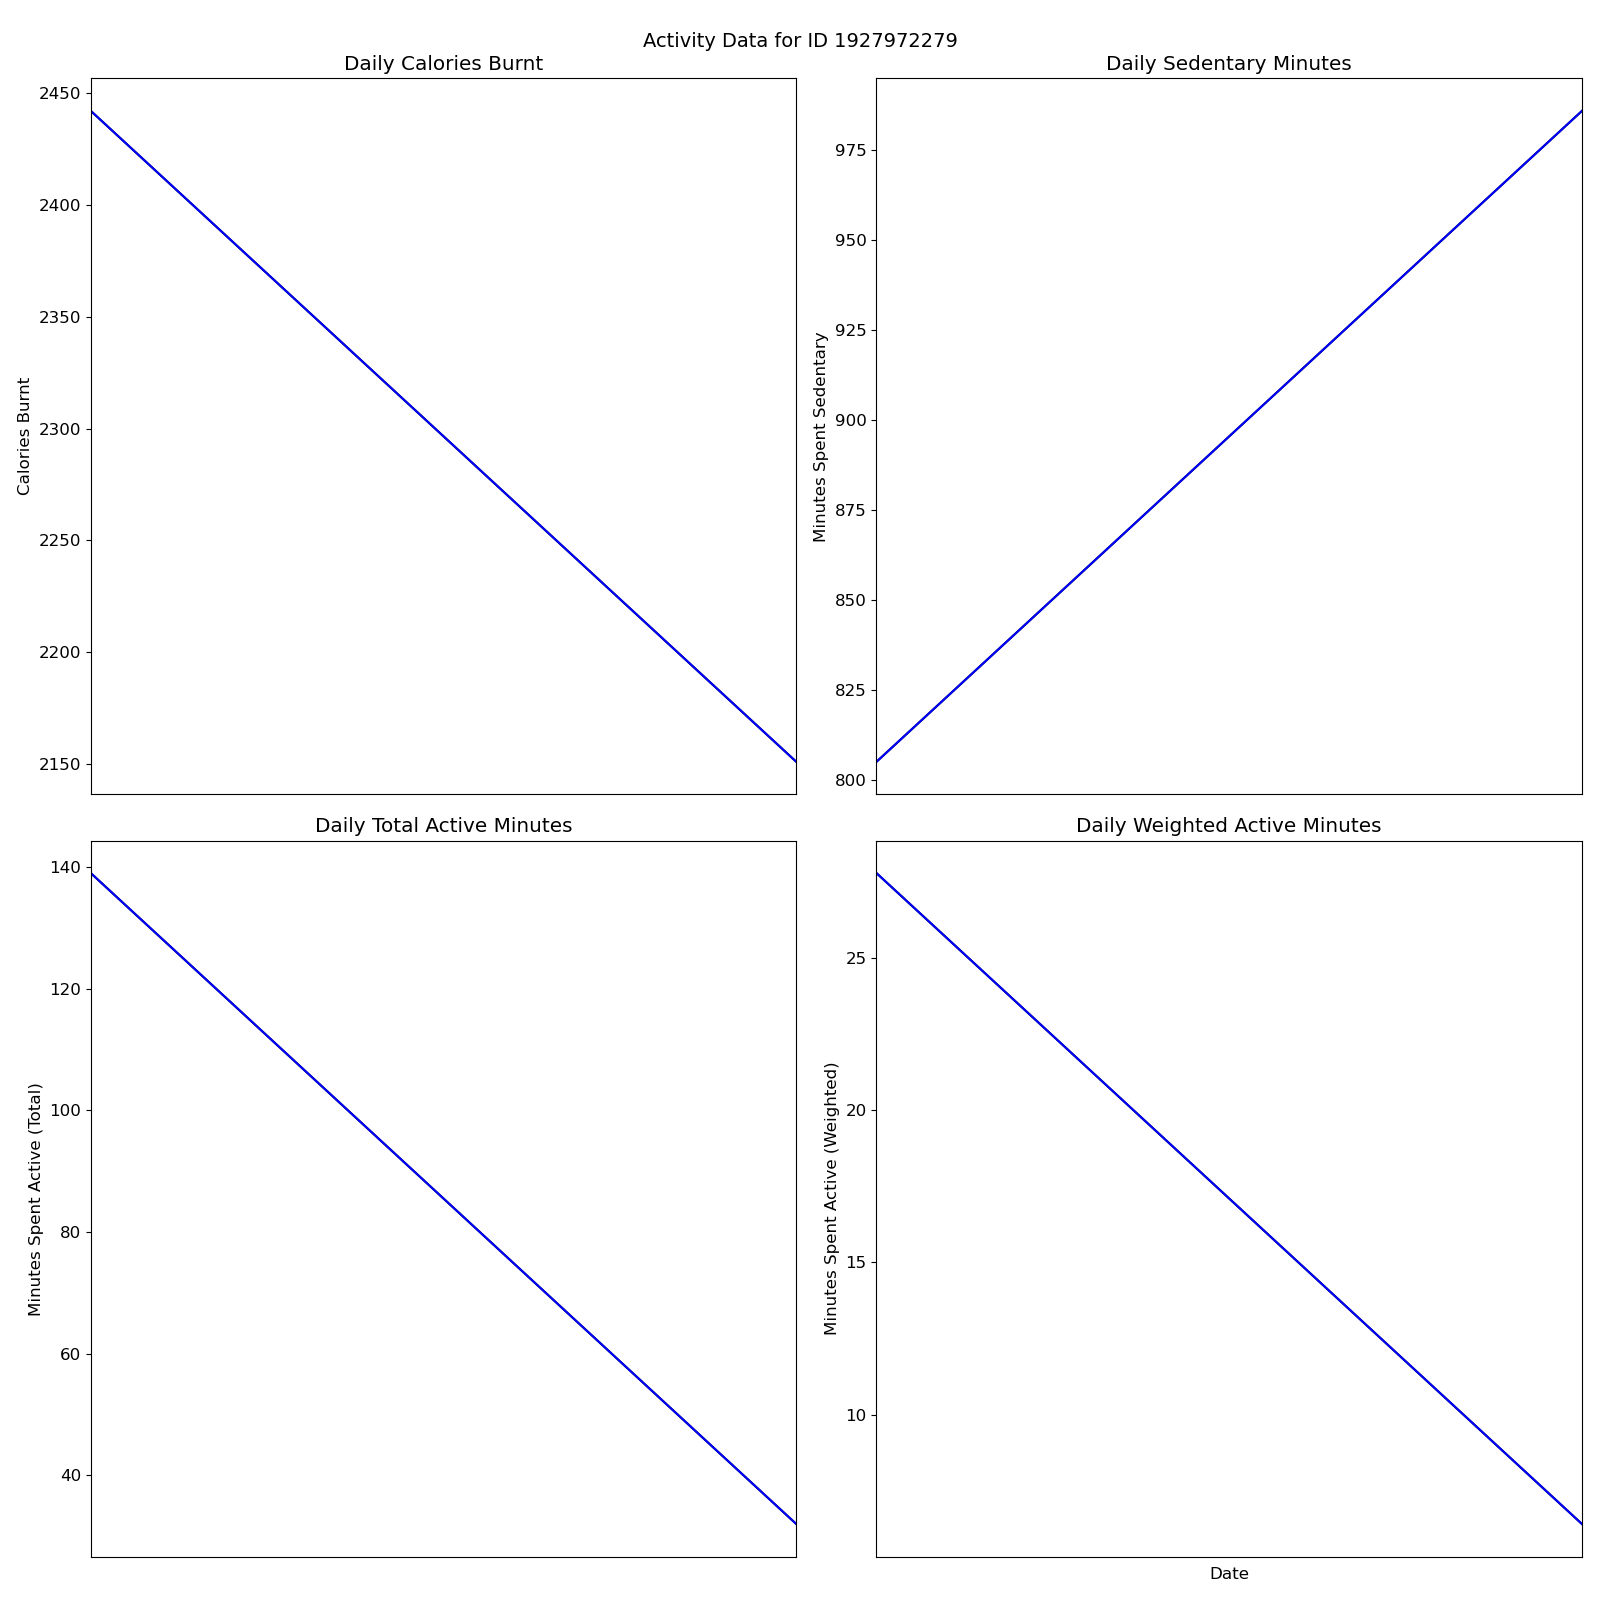 Activity Data for ID 1927972279
Daily Calories Burnt
2450
2400
2350
2300
2250
2200
2150
Calories Burnt
Daily Sedentary Minutes
975
950
925
900
875
850
825
800
Minutes Spent Sedentary
Daily Total Active Minutes
140
120
100
80
60
40
Minutes Spent Active (Total)
Daily Weighted Active Minutes
25
20
15
10
Minutes Spent Active (Weighted)
Date